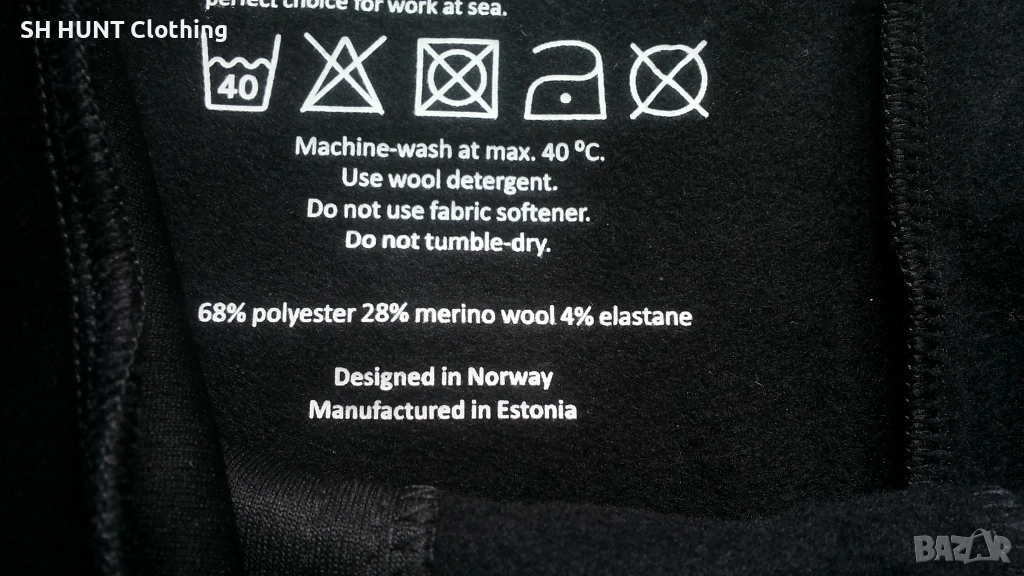 perfect choice for work at sea.
SH HUNT Clothing
40
Machine-wash at max. 40 ºC.
Use wool detergent.
Do not use fabric softener.
Do not tumble-dry.
68% polyester 28% merino wool 4% elastane
Designed in Norway
Manufactured in Estonia
BAZAR